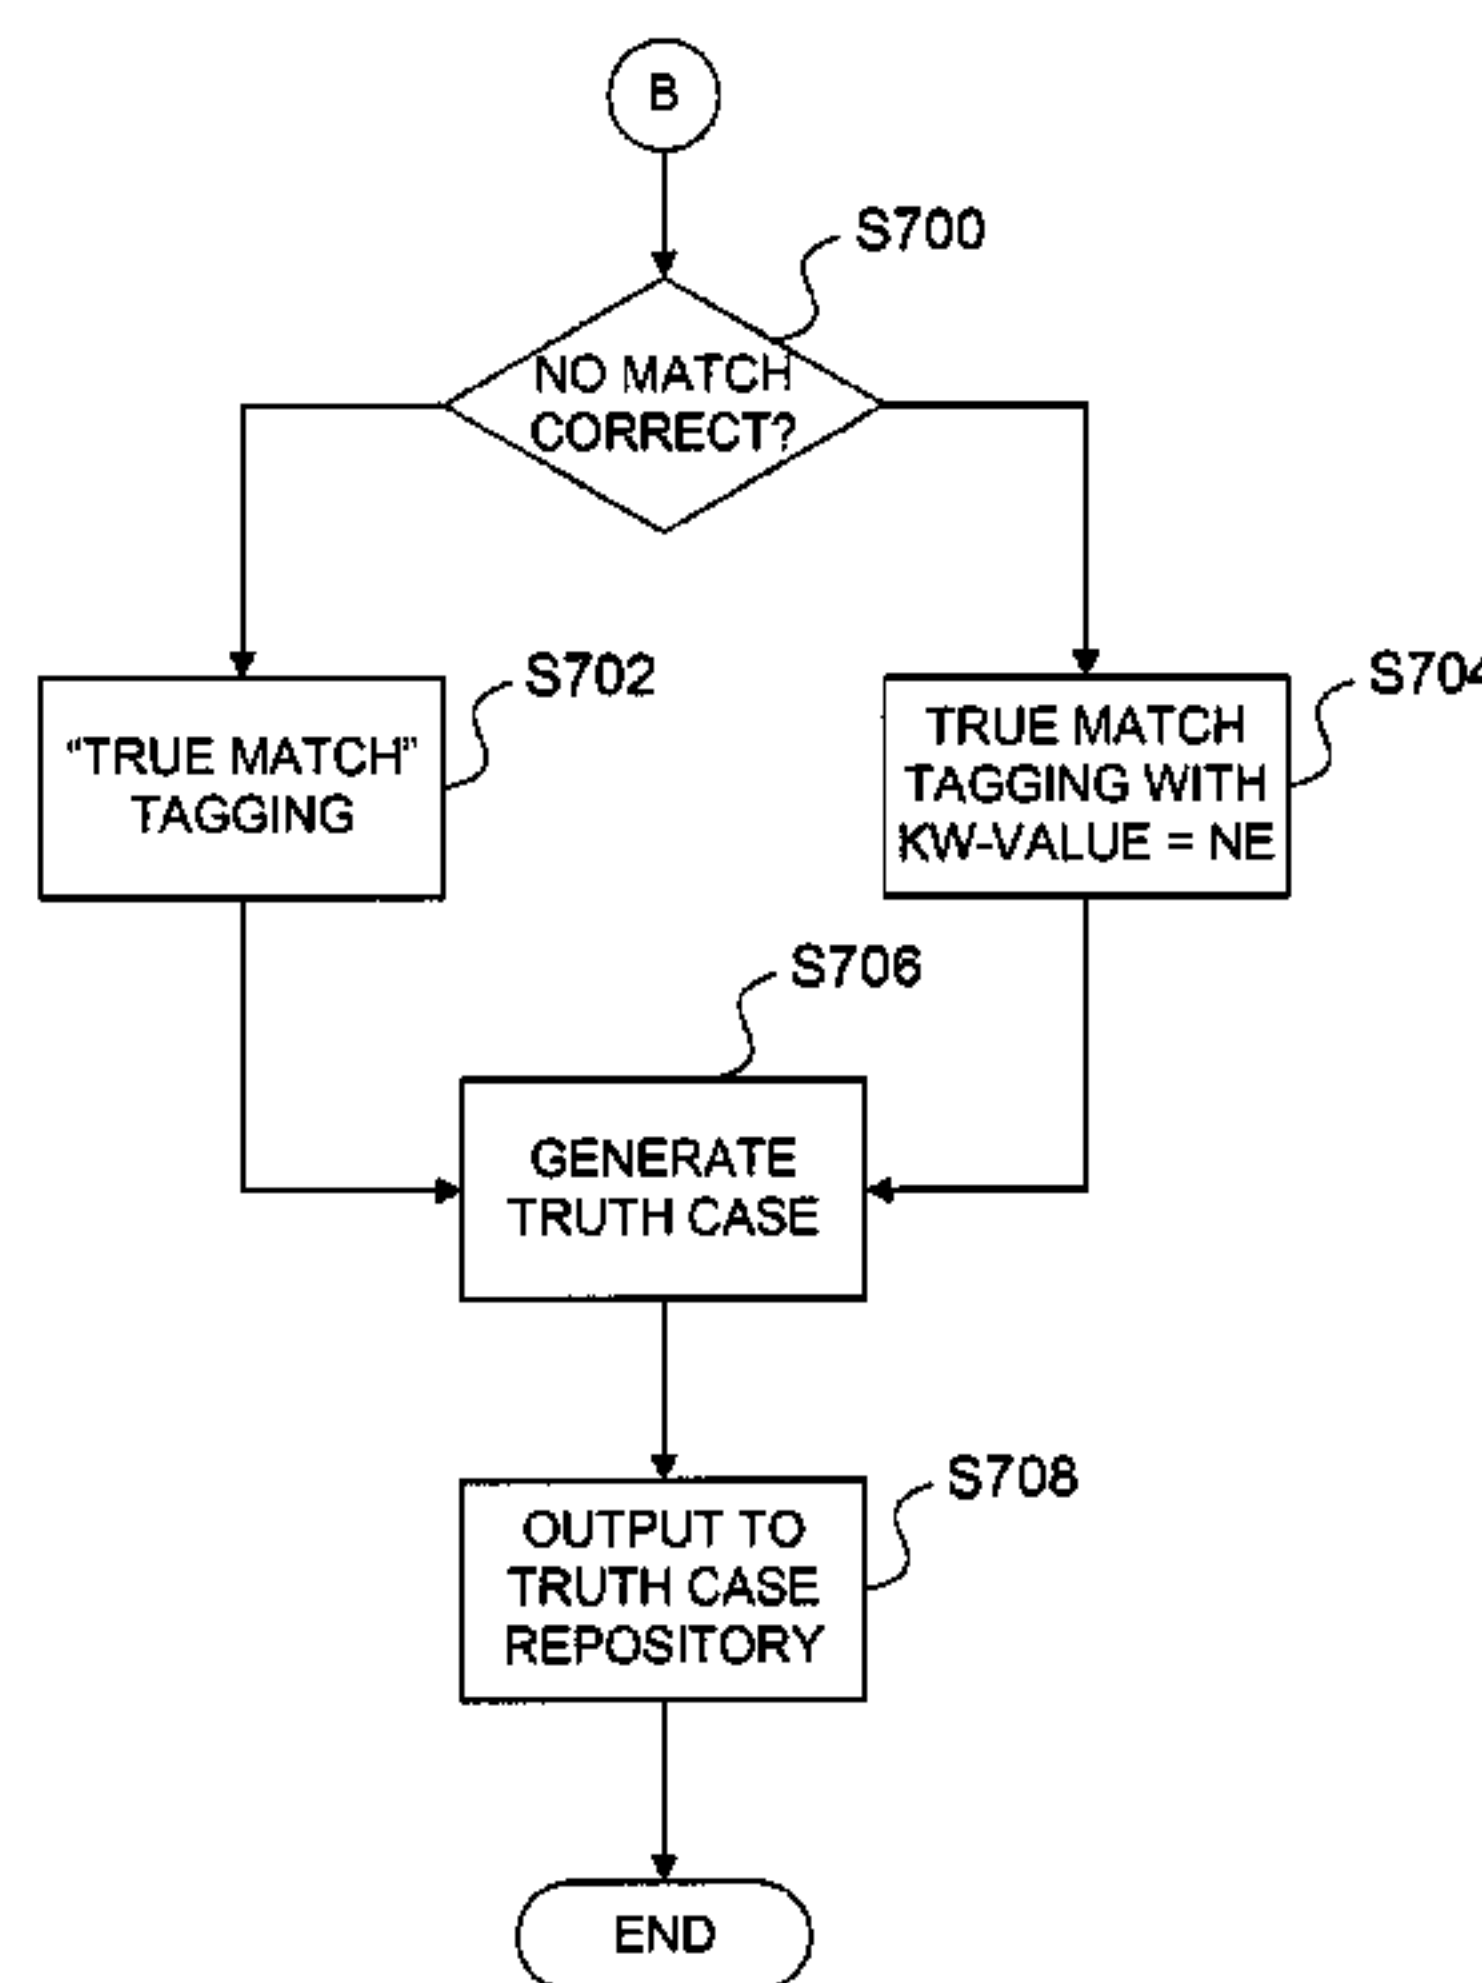 B
S700
NO MATCH
CORRECT?
S702
"TRUE MATCH"
TAGGING
S704
TRUE MATCH
TAGGING WITH
KW-VALUE = NE
S706
GENERATE
TRUTH CASE
S708
OUTPUT TO
TRUTH CASE
REPOSITORY
END